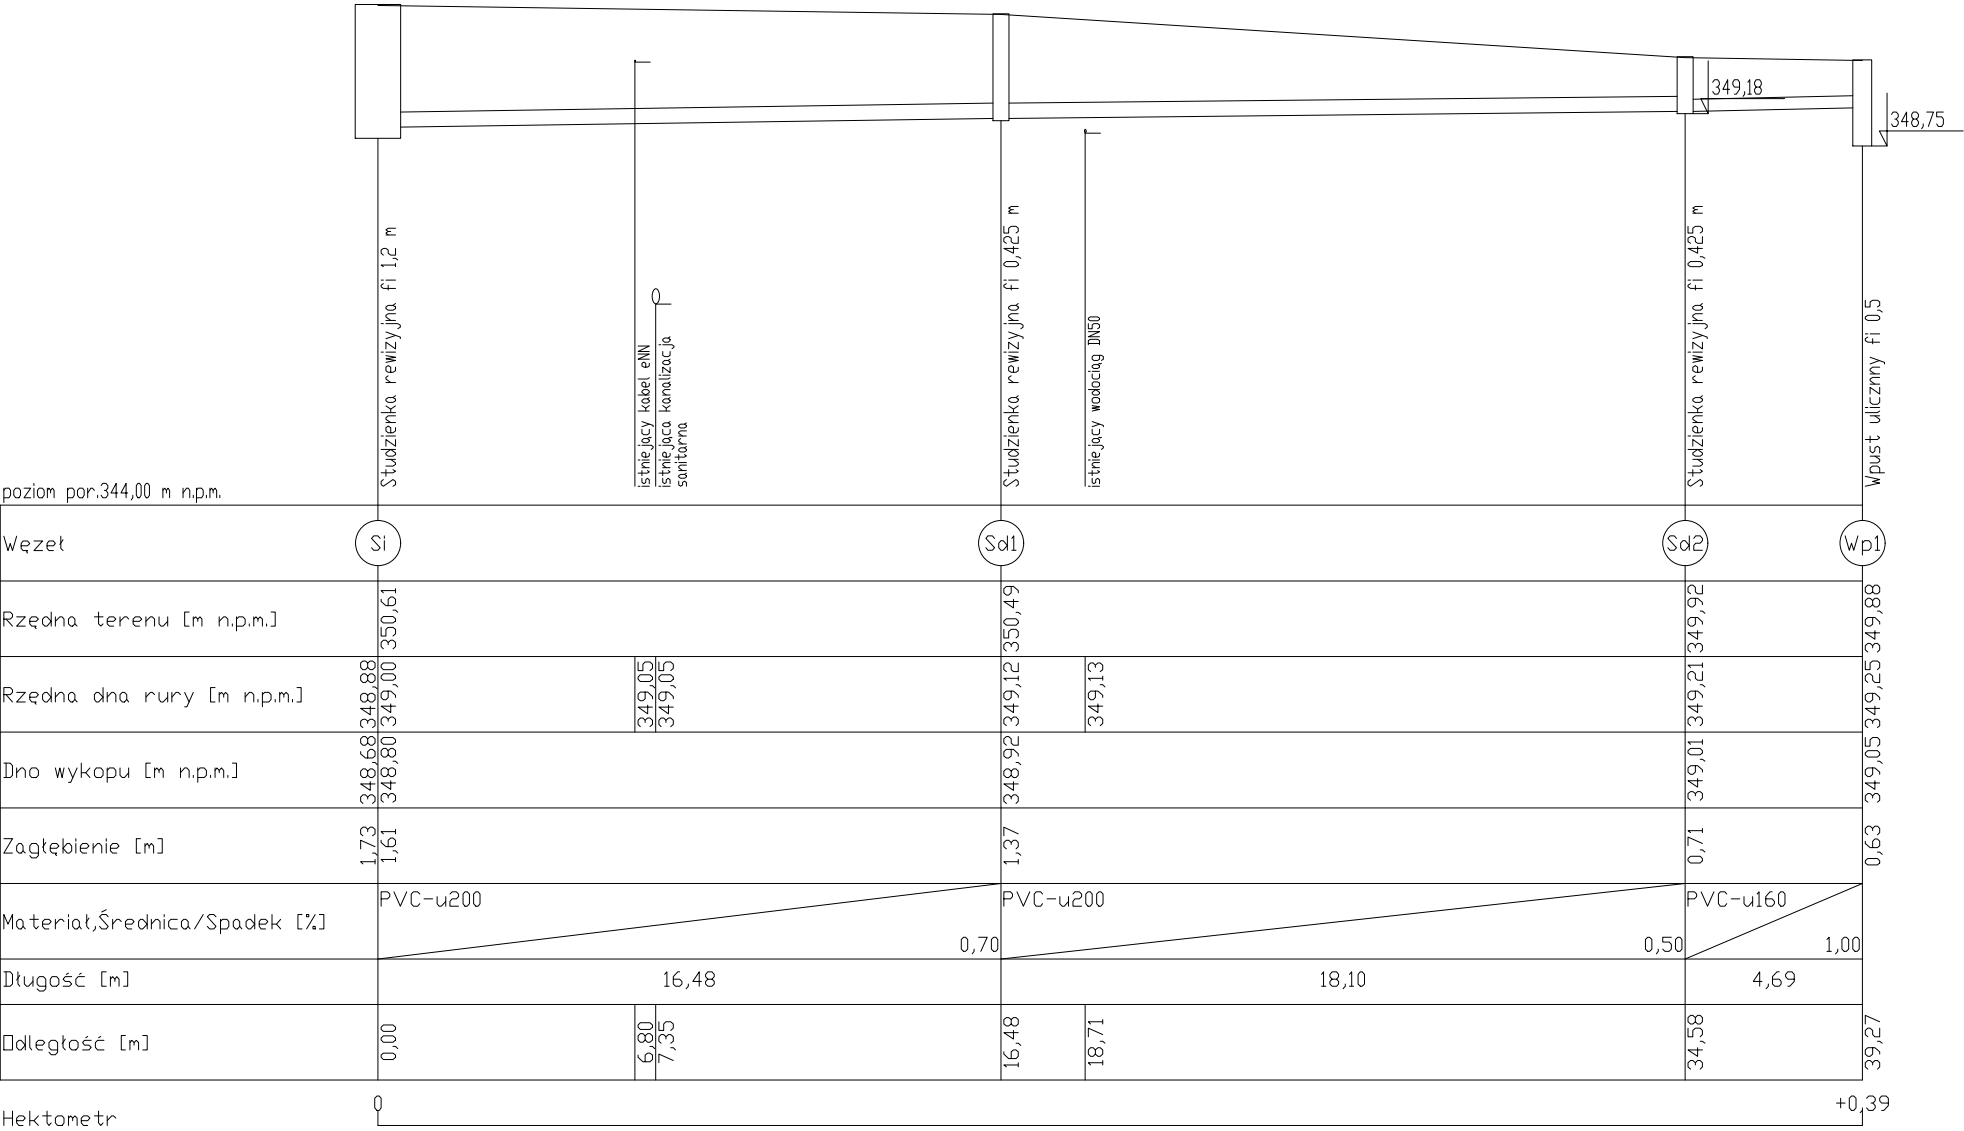 349,18
348,75
Studzienka rewizyjna fi 1,2 m
istniejący kabel eNN
istniejąca kanalizacja
sanitarna
Studzienka rewizyjna fi 0,425 m
istniejący wodociąg DN50
Studzienka rewizyjna fi 0,425 m
Wpust ulicznny fi 0,5
poziom por.344,00 m n.p.m.
Węzeł Si Sd1 Sd2 Wp1
Rzędna terenu [m n.p.m.] 350,61 350,49 349,92 349,88
Rzędna dna rury [m n.p.m.] 348,88 349,00 349,05 349,05 349,12 349,13 349,21 349,25
Dno wykopu [m n.p.m.] 348,68 348,80 348,92 349,01 349,05
Zagłębienie [m] 1,73 1,61 1,37 0,71 0,63
PVC-u200 PVC-u200 PVC-u160
Materiał,Średnica/Spadek [%]
0,70 0,50 1,00
Długość [m] 16,48 18,10 4,69
Odległość [m] 0,00 6,80 7,35 16,48 18,71 34,58 39,27
Hektometr 0 +0,39